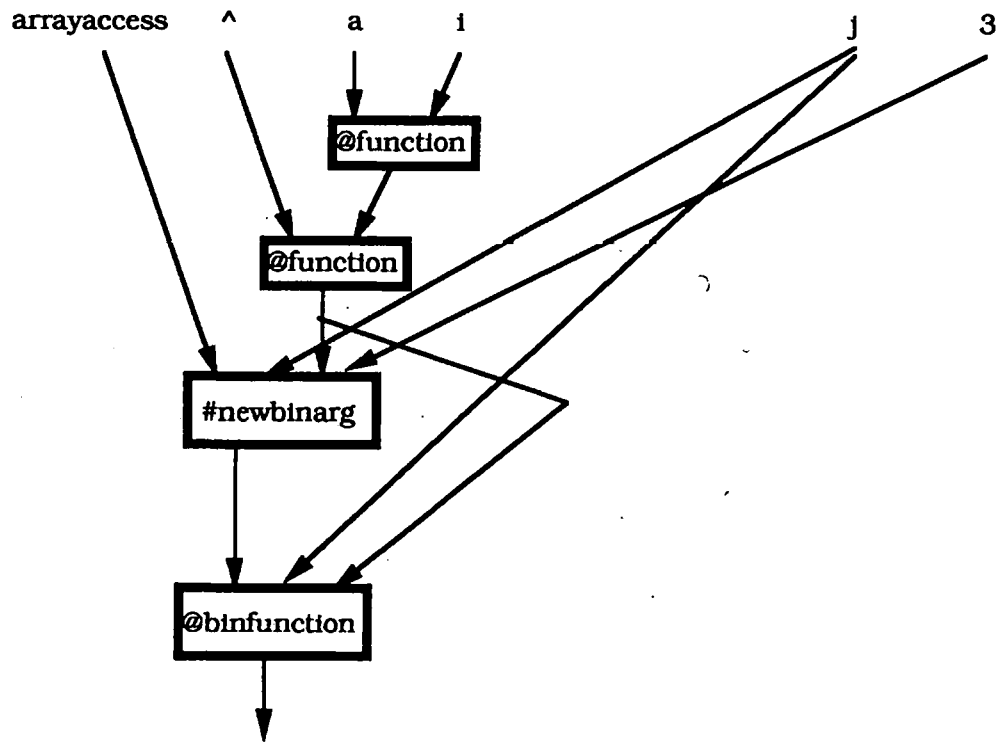 arrayaccess ^ a i j 3
@function
@function
#newbinarg
@binfunction